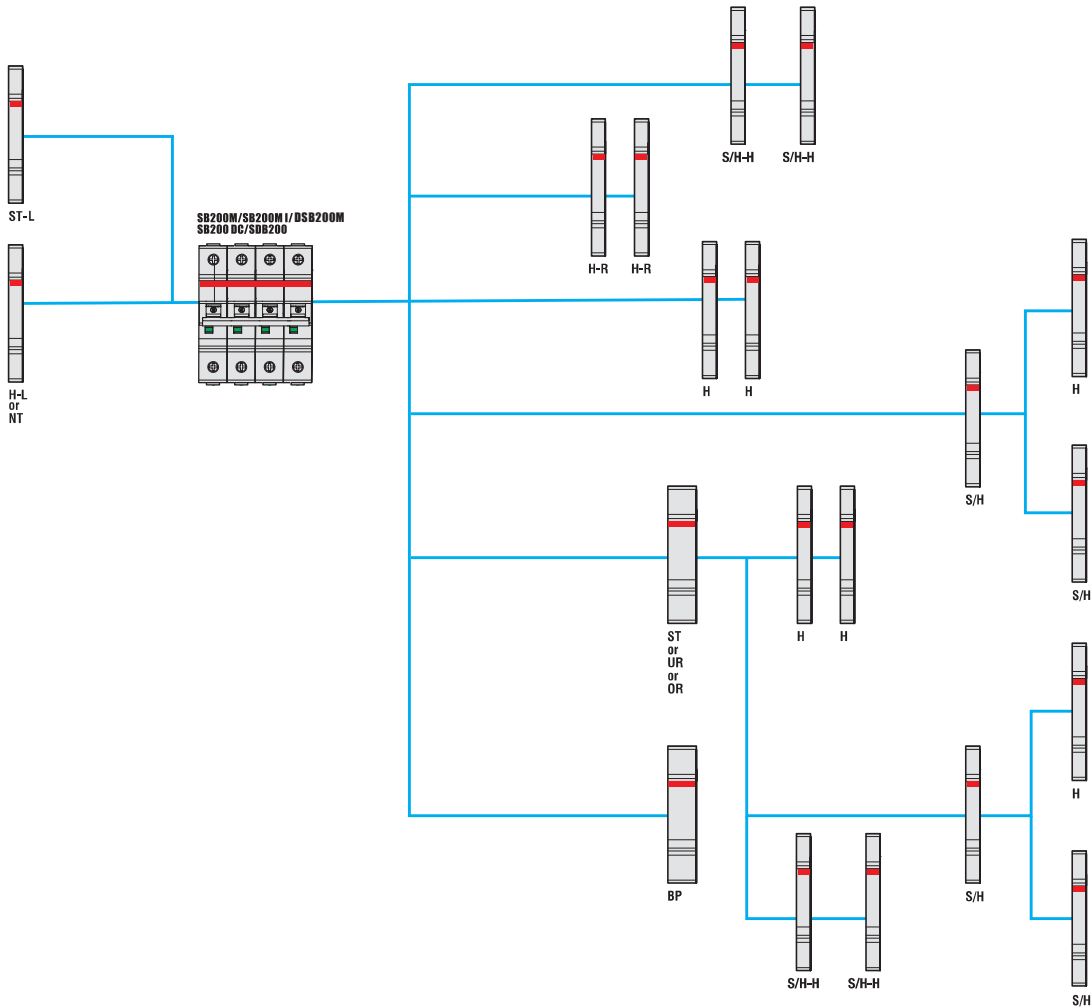 S/H-H S/H-H
ST-L
SB200M/SB200M I/DSB200M
SB200 DC/SDB200
H-R H-R
H-L
or
NT
H H
H
S/H
S/H
ST
or
UR
or
OR
H H
H
BP
S/H
S/H-H S/H-H
S/H